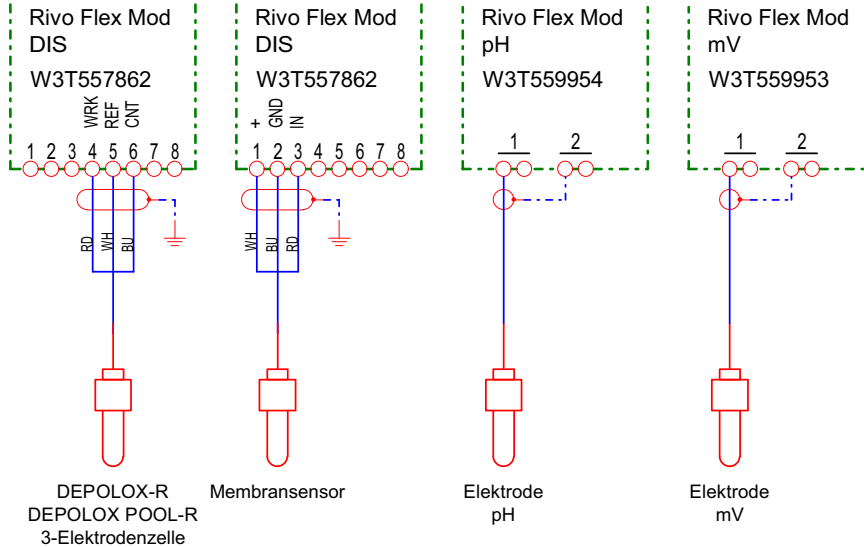 Rivo Flex Mod
DIS
W3T557862
WRK
REF
CNT
1 2 3 4 5 6 7 8
RD
WH
BU
DEPOLOX-R
DEPOLOX POOL-R
3-Elektrodenzelle
Rivo Flex Mod
DIS
W3T557862
+
GND
IN
1 2 3 4 5 6 7 8
WH
BU
RD
Membransensor
Rivo Flex Mod
pH
W3T559954
1 2
Elektrode
pH
Rivo Flex Mod
mV
W3T559953
1 2
Elektrode
mV